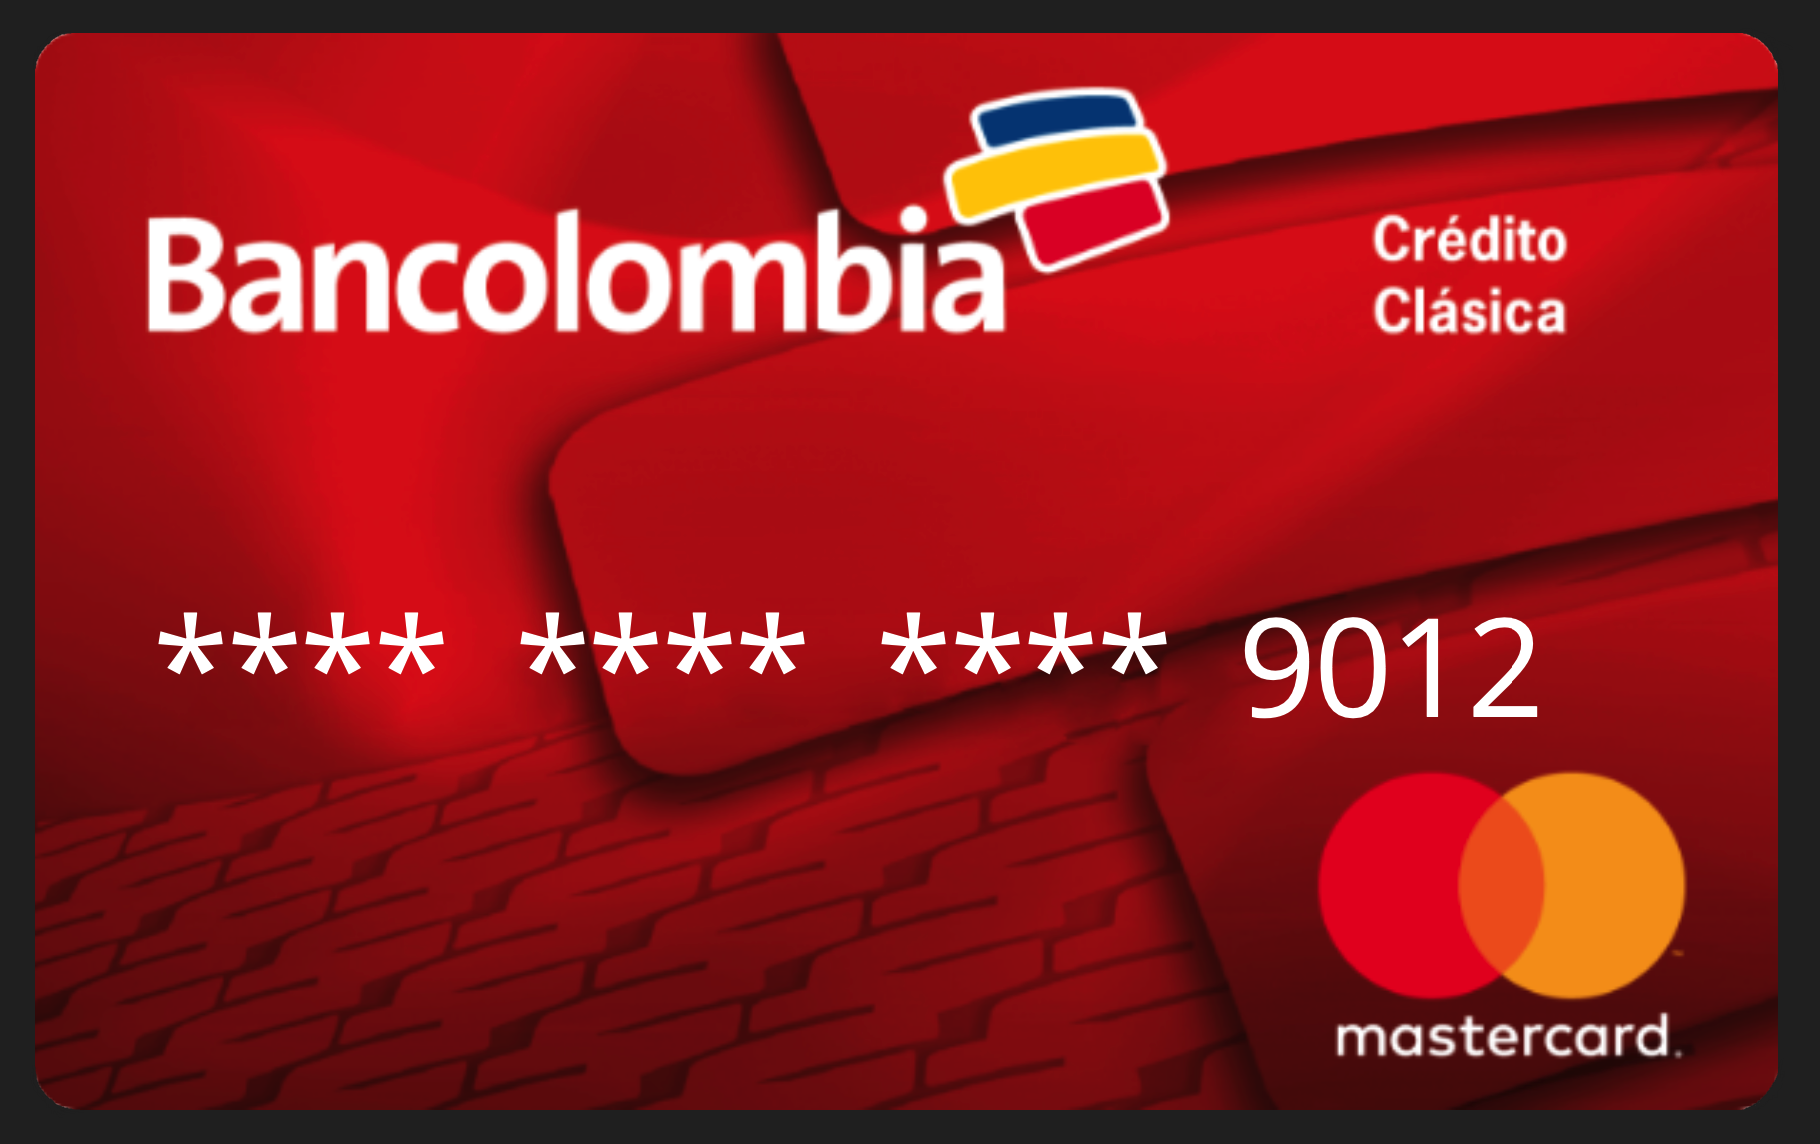 Bancolombia
Crédito
Clásica
**** **** **** 9012
mastercard.